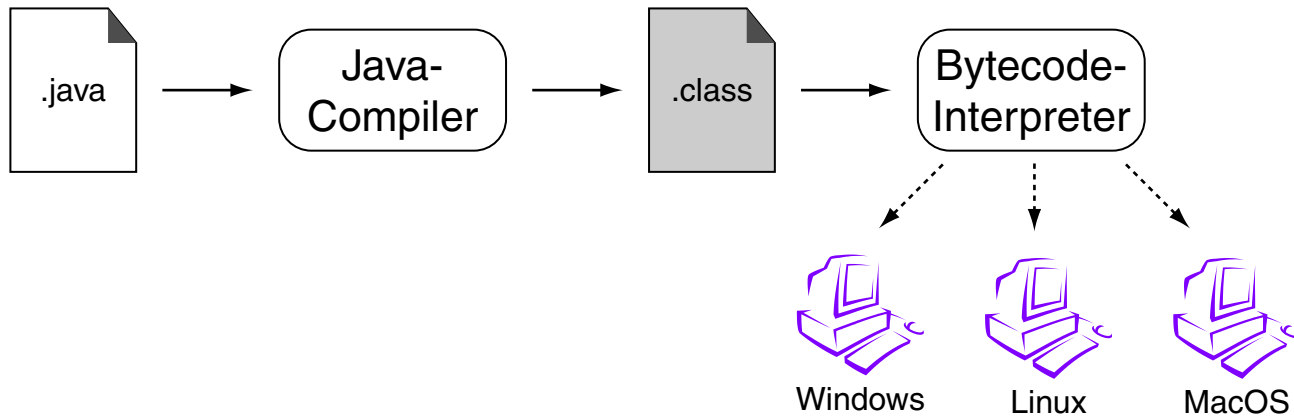 .java
Java-
Compiler
.class
Bytecode-
Interpreter
Windows
Linux
MacOS